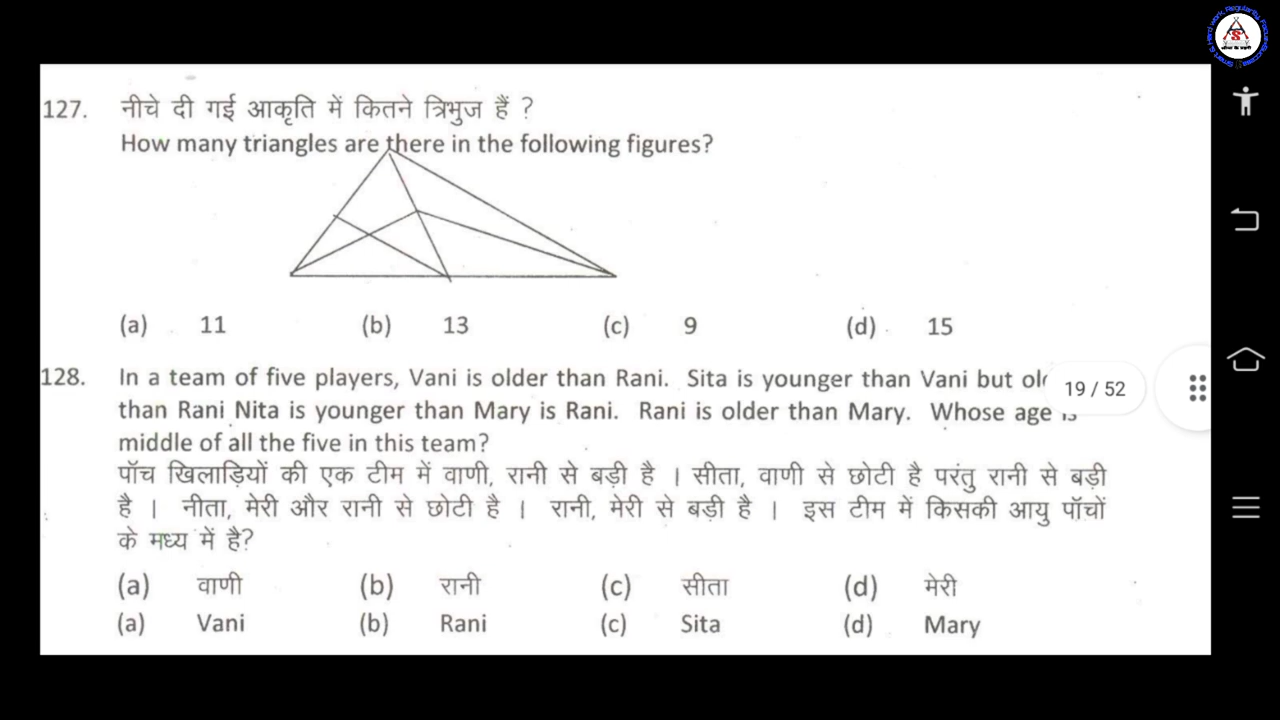 127. नीचे दी गई आकृति में कितने त्रिभुज हैं ?
How many triangles are there in the following figures?
(a) 11 (b) 13 (c) 9 (d) 15
128. In a team of five players, Vani is older than Rani. Sita is younger than Vani but
than Rani Nita is younger than Mary is Rani. Rani is older than Mary. Whose age is
middle of all the five in this team?
पॉच खिलाड़ियों की एक टीम में वाणी, रानी से बड़ी है । सीता, वाणी से छोटी है परंतु रानी से बड़ी
है । नीता, मेरी और रानी से छोटी है । रानी, मेरी से बड़ी है । इस टीम में किसकी आयु पॉचों
के मध्य में है?
(a) वाणी (b) रानी (c) सीता (d) मेरी
(a) Vani (b) Rani (c) Sita (d) Mary
19 / 52